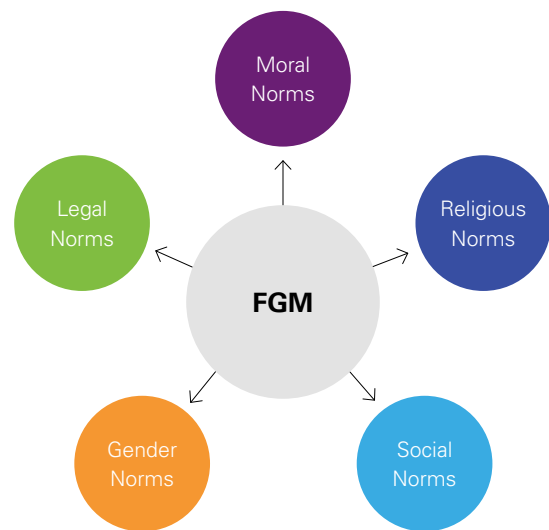 Moral
Norms
Legal
Norms
Religious
Norms
FGM
Gender
Norms
Social
Norms